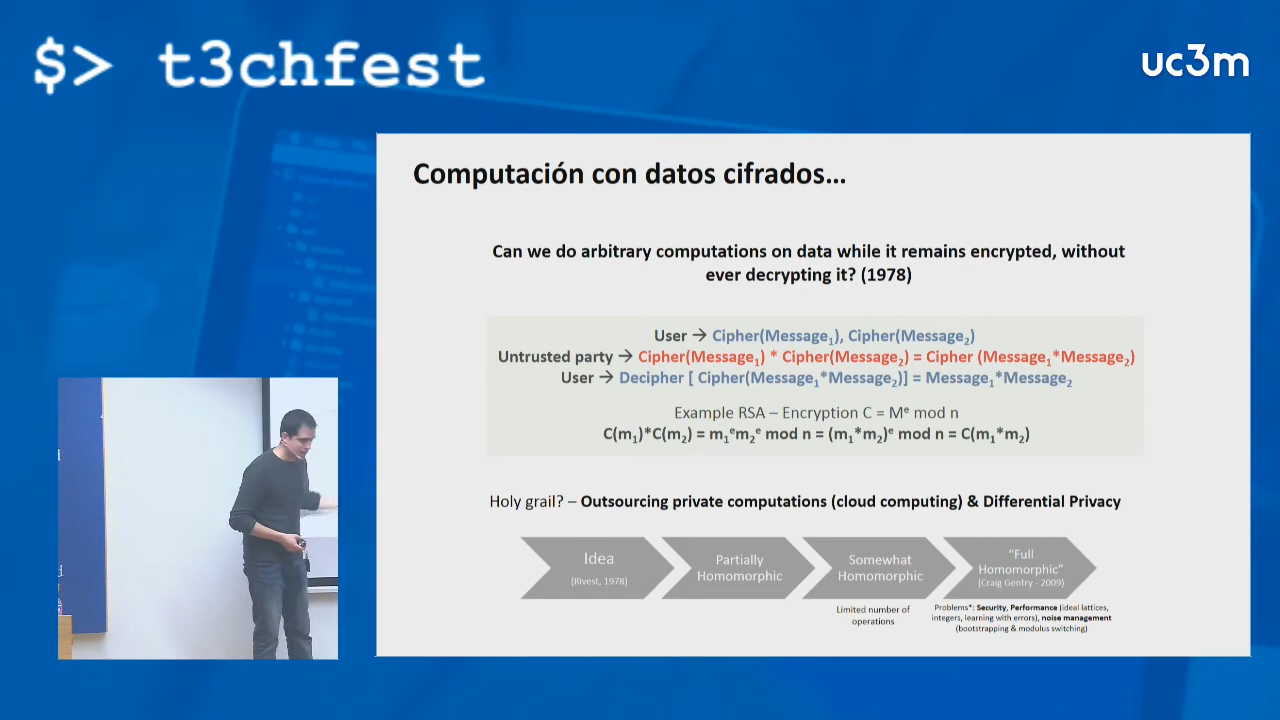 $> t3chfest
uc3m
Computación con datos cifrados...
Can we do arbitrary computations on data while it remains encrypted, without
ever decrypting it? (1978)
User → Cipher(Message₁), Cipher(Message₂)
Untrusted party → Cipher(Message₁) * Cipher(Message₂) = Cipher (Message₁*Message₂)
User → Decipher [ Cipher(Message₁*Message₂)] = Message₁*Message₂
Example RSA – Encryption C = Mᵉ mod n
C(m₁)*C(m₂) = m₁ᵉm₂ᵉ mod n = (m₁*m₂)ᵉ mod n = C(m₁*m₂)
Holy grail? – Outsourcing private computations (cloud computing) & Differential Privacy
Idea
(Rivest, 1978)
Partially
Homomorphic
Somewhat
Homomorphic
Limited number of
operations
“Full
Homomorphic”
(Craig Gentry - 2009)
Problems*: Security, Performance (ideal lattices,
integers, learning with errors), noise management
(bootstrapping & modulus switching)